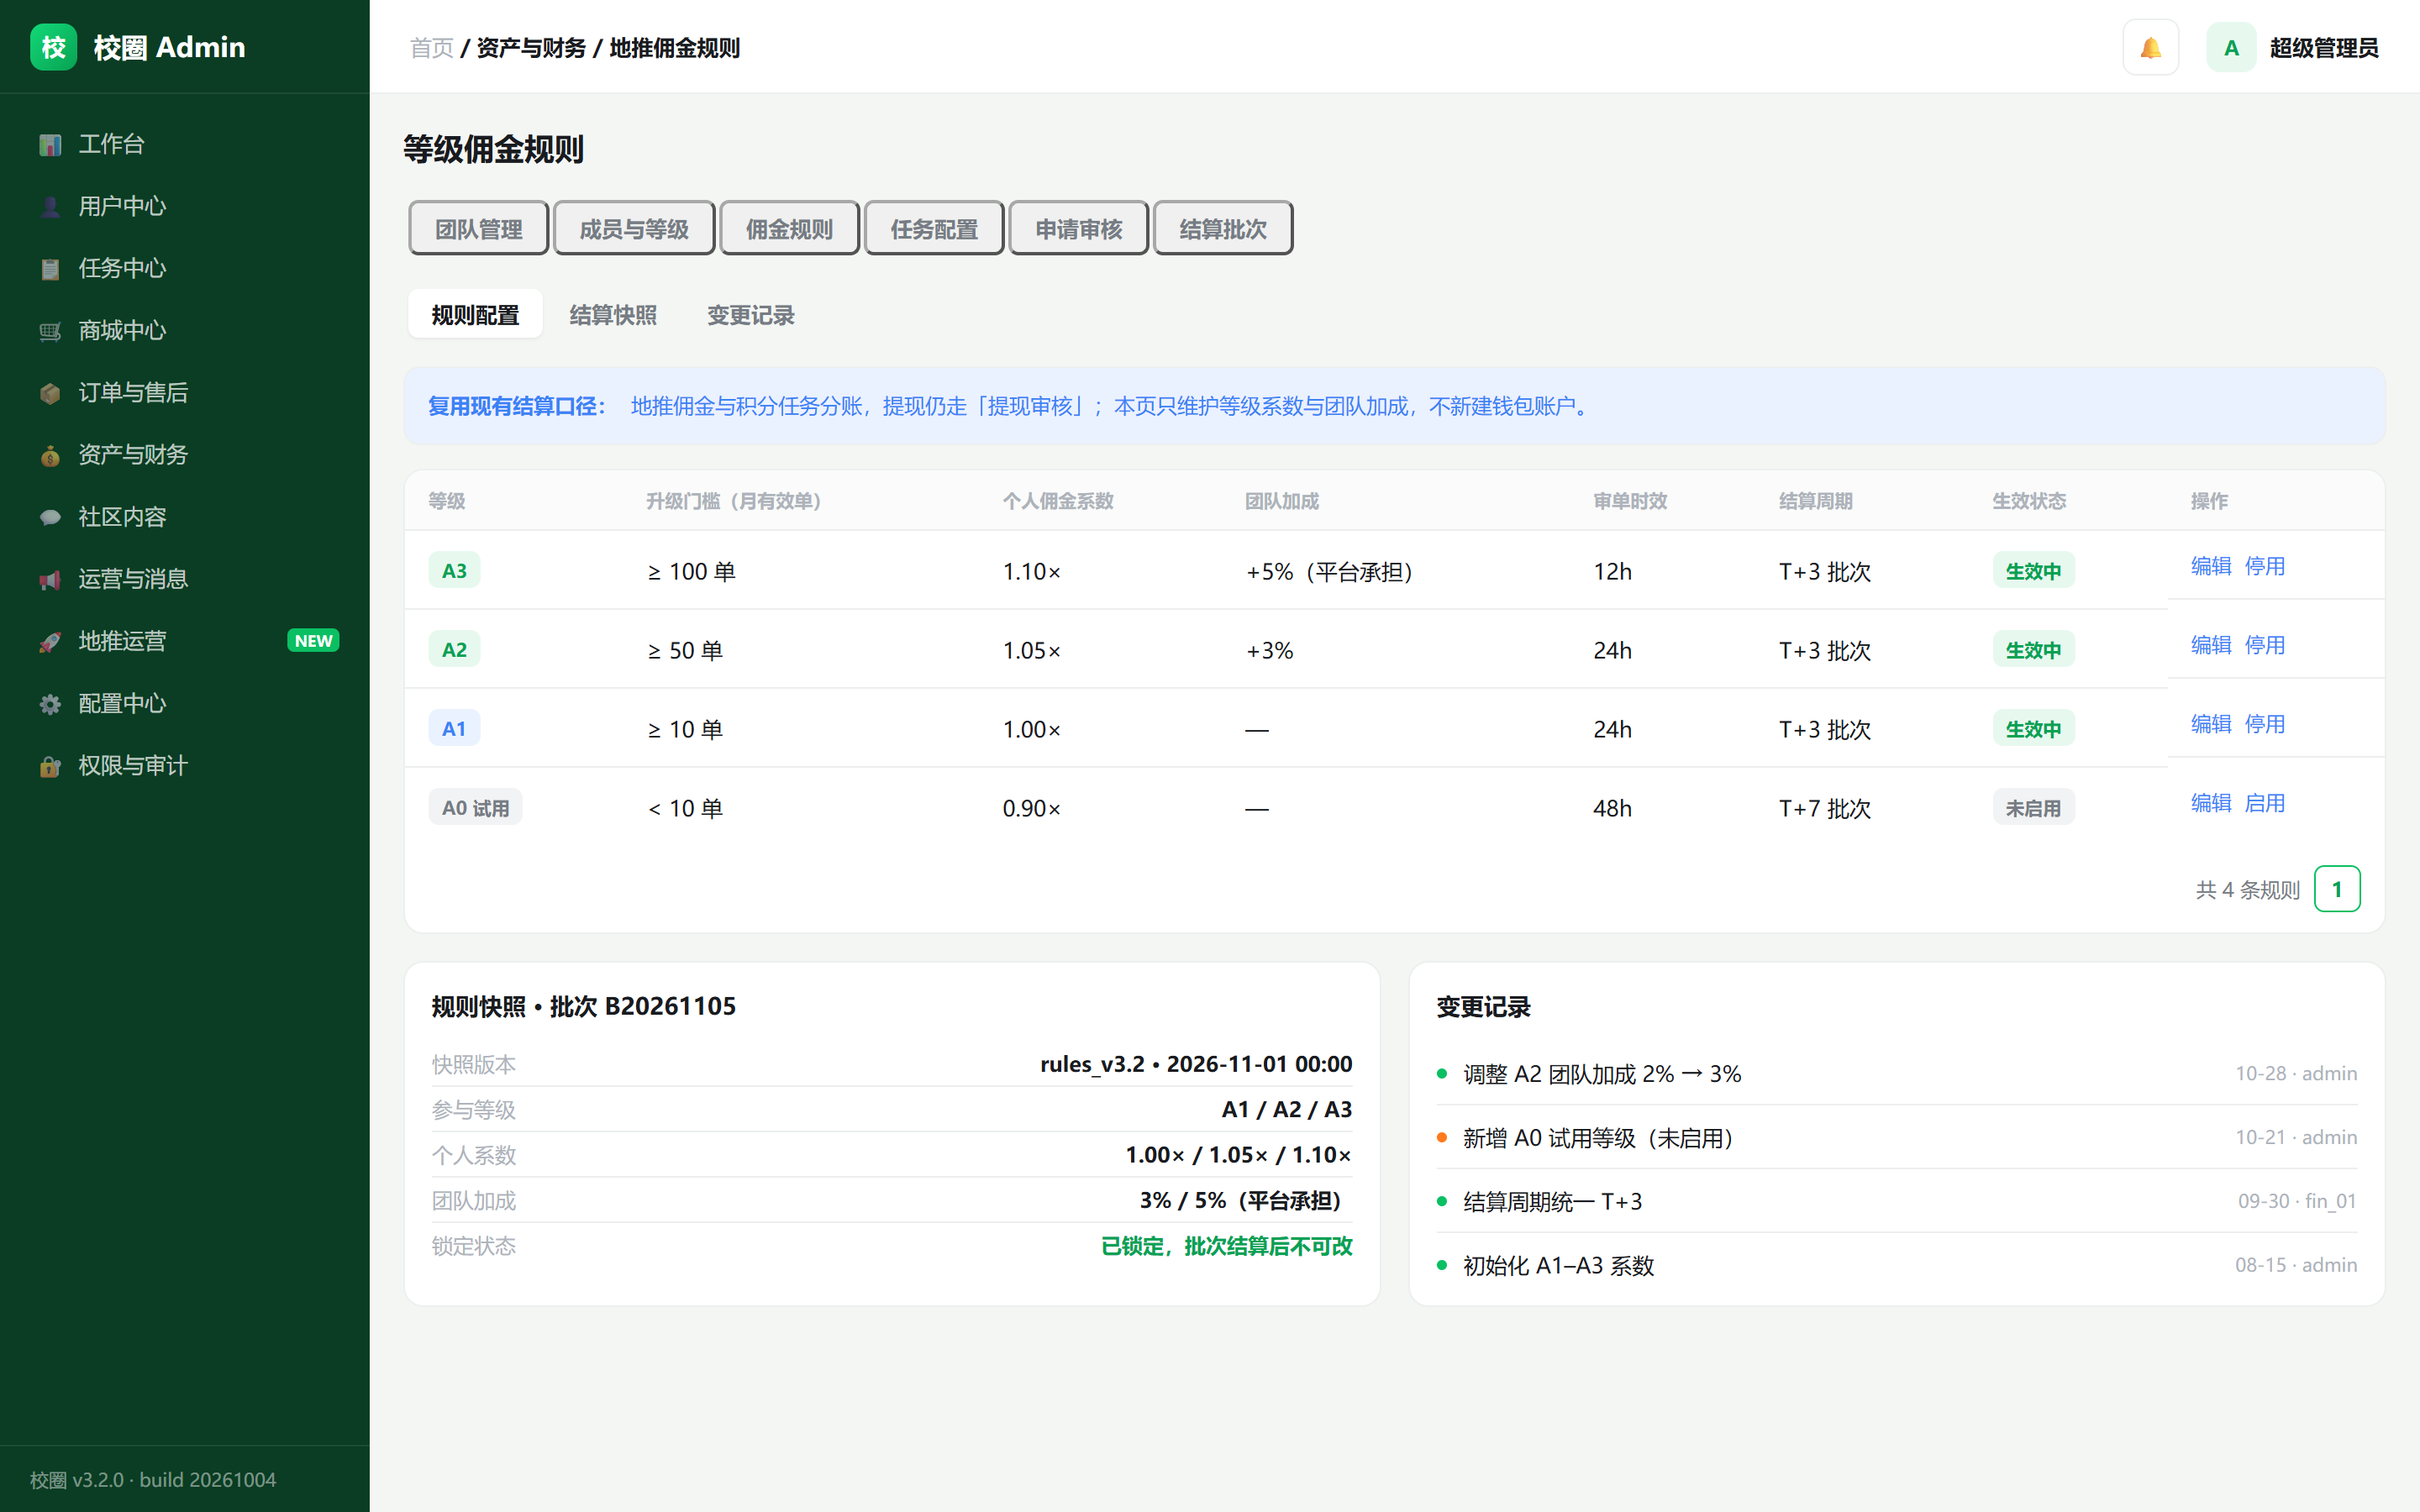 校 校圈 Admin
首页 / 资产与财务 / 地推佣金规则
A 超级管理员
工作台
用户中心
任务中心
商城中心
订单与售后
资产与财务
社区内容
运营与消息
地推运营 NEW
配置中心
权限与审计
校圈 v3.2.0 · build 20261004
等级佣金规则
团队管理 成员与等级 佣金规则 任务配置 申请审核 结算批次
规则配置 结算快照 变更记录
复用现有结算口径： 地推佣金与积分任务分账，提现仍走「提现审核」；本页只维护等级系数与团队加成，不新建钱包账户。
等级 升级门槛（月有效单） 个人佣金系数 团队加成 审单时效 结算周期 生效状态 操作
A3 ≥ 100 单 1.10× +5%（平台承担） 12h T+3 批次 生效中 编辑 停用
A2 ≥ 50 单 1.05× +3% 24h T+3 批次 生效中 编辑 停用
A1 ≥ 10 单 1.00× — 24h T+3 批次 生效中 编辑 停用
A0 试用 < 10 单 0.90× — 48h T+7 批次 未启用 编辑 启用
共 4 条规则 1
规则快照 • 批次 B20261105
快照版本 rules_v3.2 • 2026-11-01 00:00
参与等级 A1 / A2 / A3
个人系数 1.00× / 1.05× / 1.10×
团队加成 3% / 5%（平台承担）
锁定状态 已锁定，批次结算后不可改
变更记录
调整 A2 团队加成 2% → 3% 10-28 · admin
新增 A0 试用等级（未启用） 10-21 · admin
结算周期统一 T+3 09-30 · fin_01
初始化 A1–A3 系数 08-15 · admin